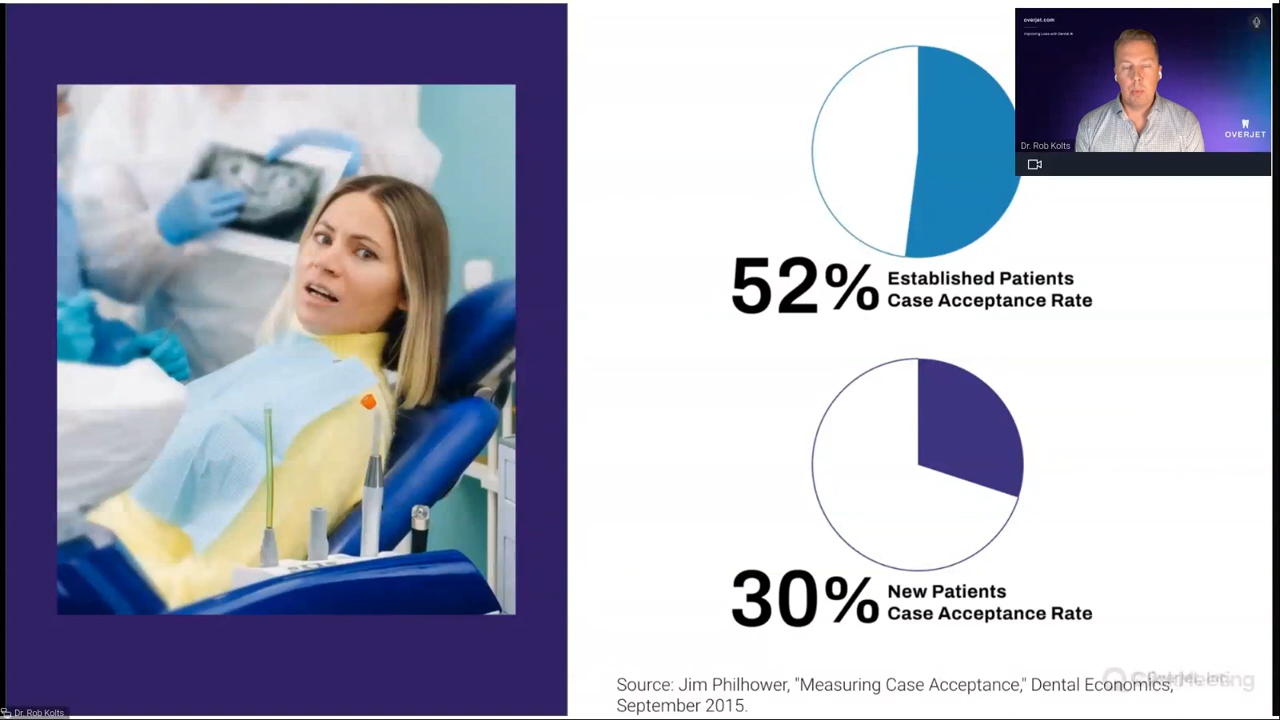 overjet.com
OVERJET
Dr. Rob Kolts
52% Established Patients
Case Acceptance Rate
30% New Patients
Case Acceptance Rate
Source: Jim Philhower, "Measuring Case Acceptance," Dental Economics,
September 2015.
Meeting
Dr. Rob Kolts